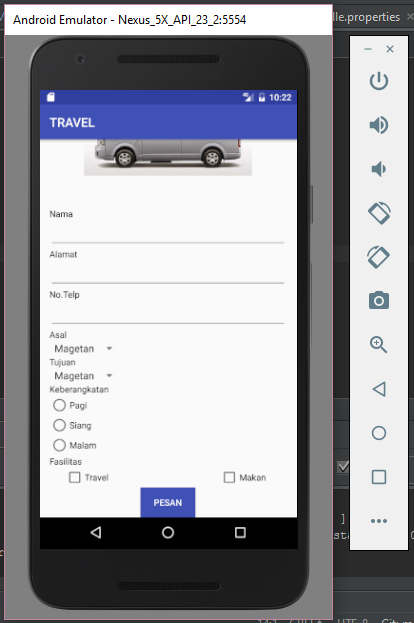 Android Emulator - Nexus_5X_API_23_2:5554
lle.properties
10:22
TRAVEL
Nama
Alamat
No.Telp
Asal
Magetan
Tujuan
Magetan
Keberangkatan
Pagi
Siang
Malam
Fasilitas
Travel Makan
PESAN